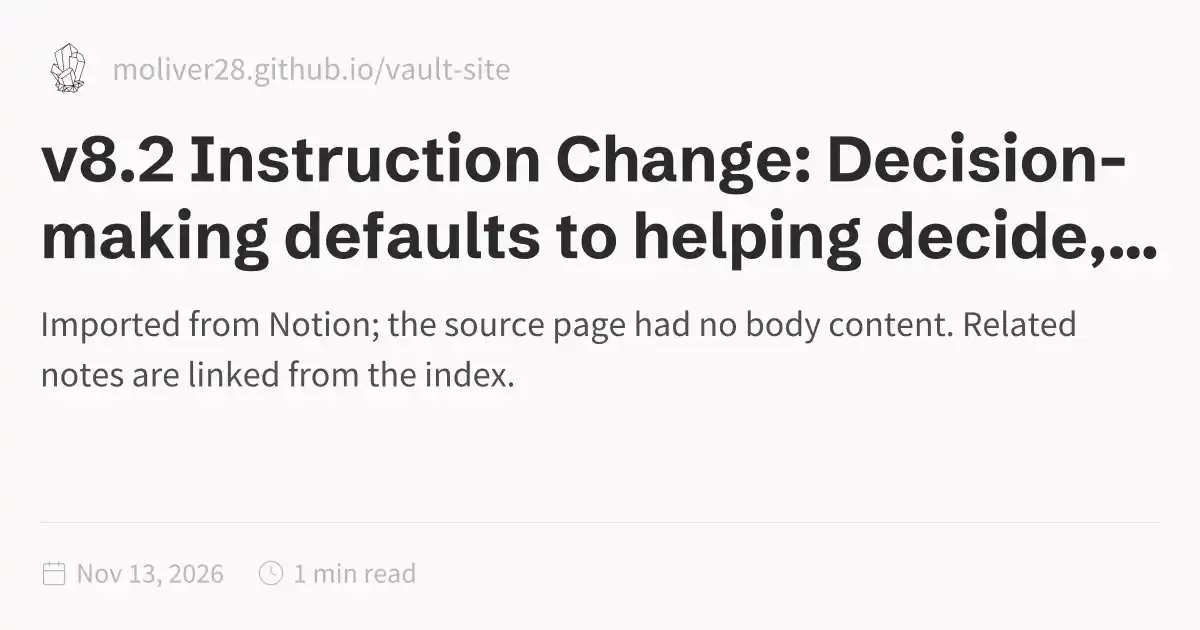 moliver28.github.io/vault-site
v8.2 Instruction Change: Decision-
making defaults to helping decide,...
Imported from Notion; the source page had no body content. Related
notes are linked from the index.
Nov 13, 2026 1 min read